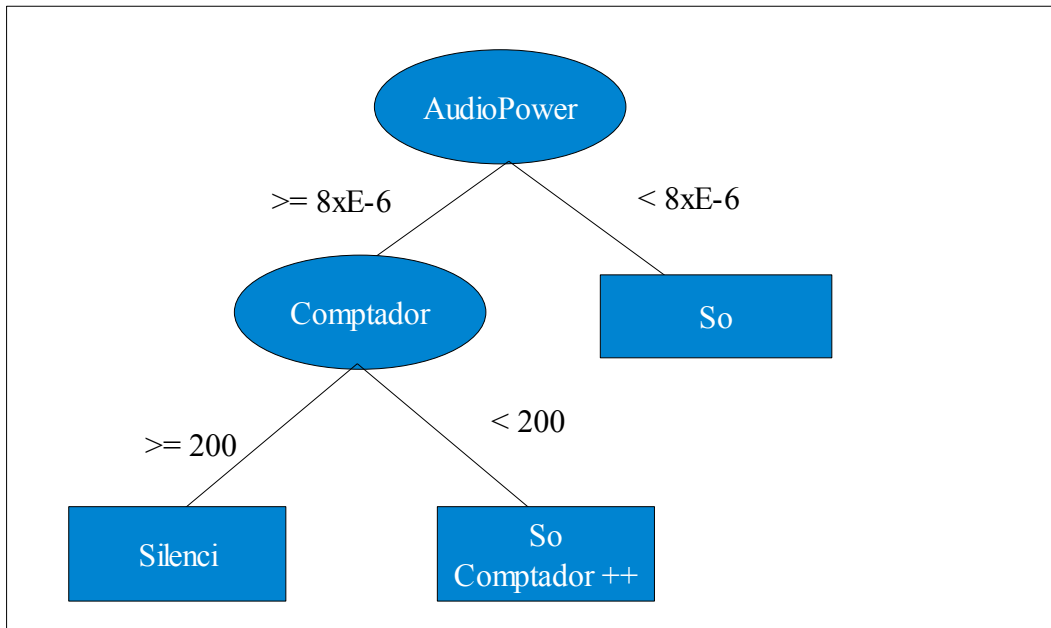 AudioPower
>= 8xE-6
< 8xE-6
Comptador
So
>= 200
< 200
Silenci
So
Comptador ++